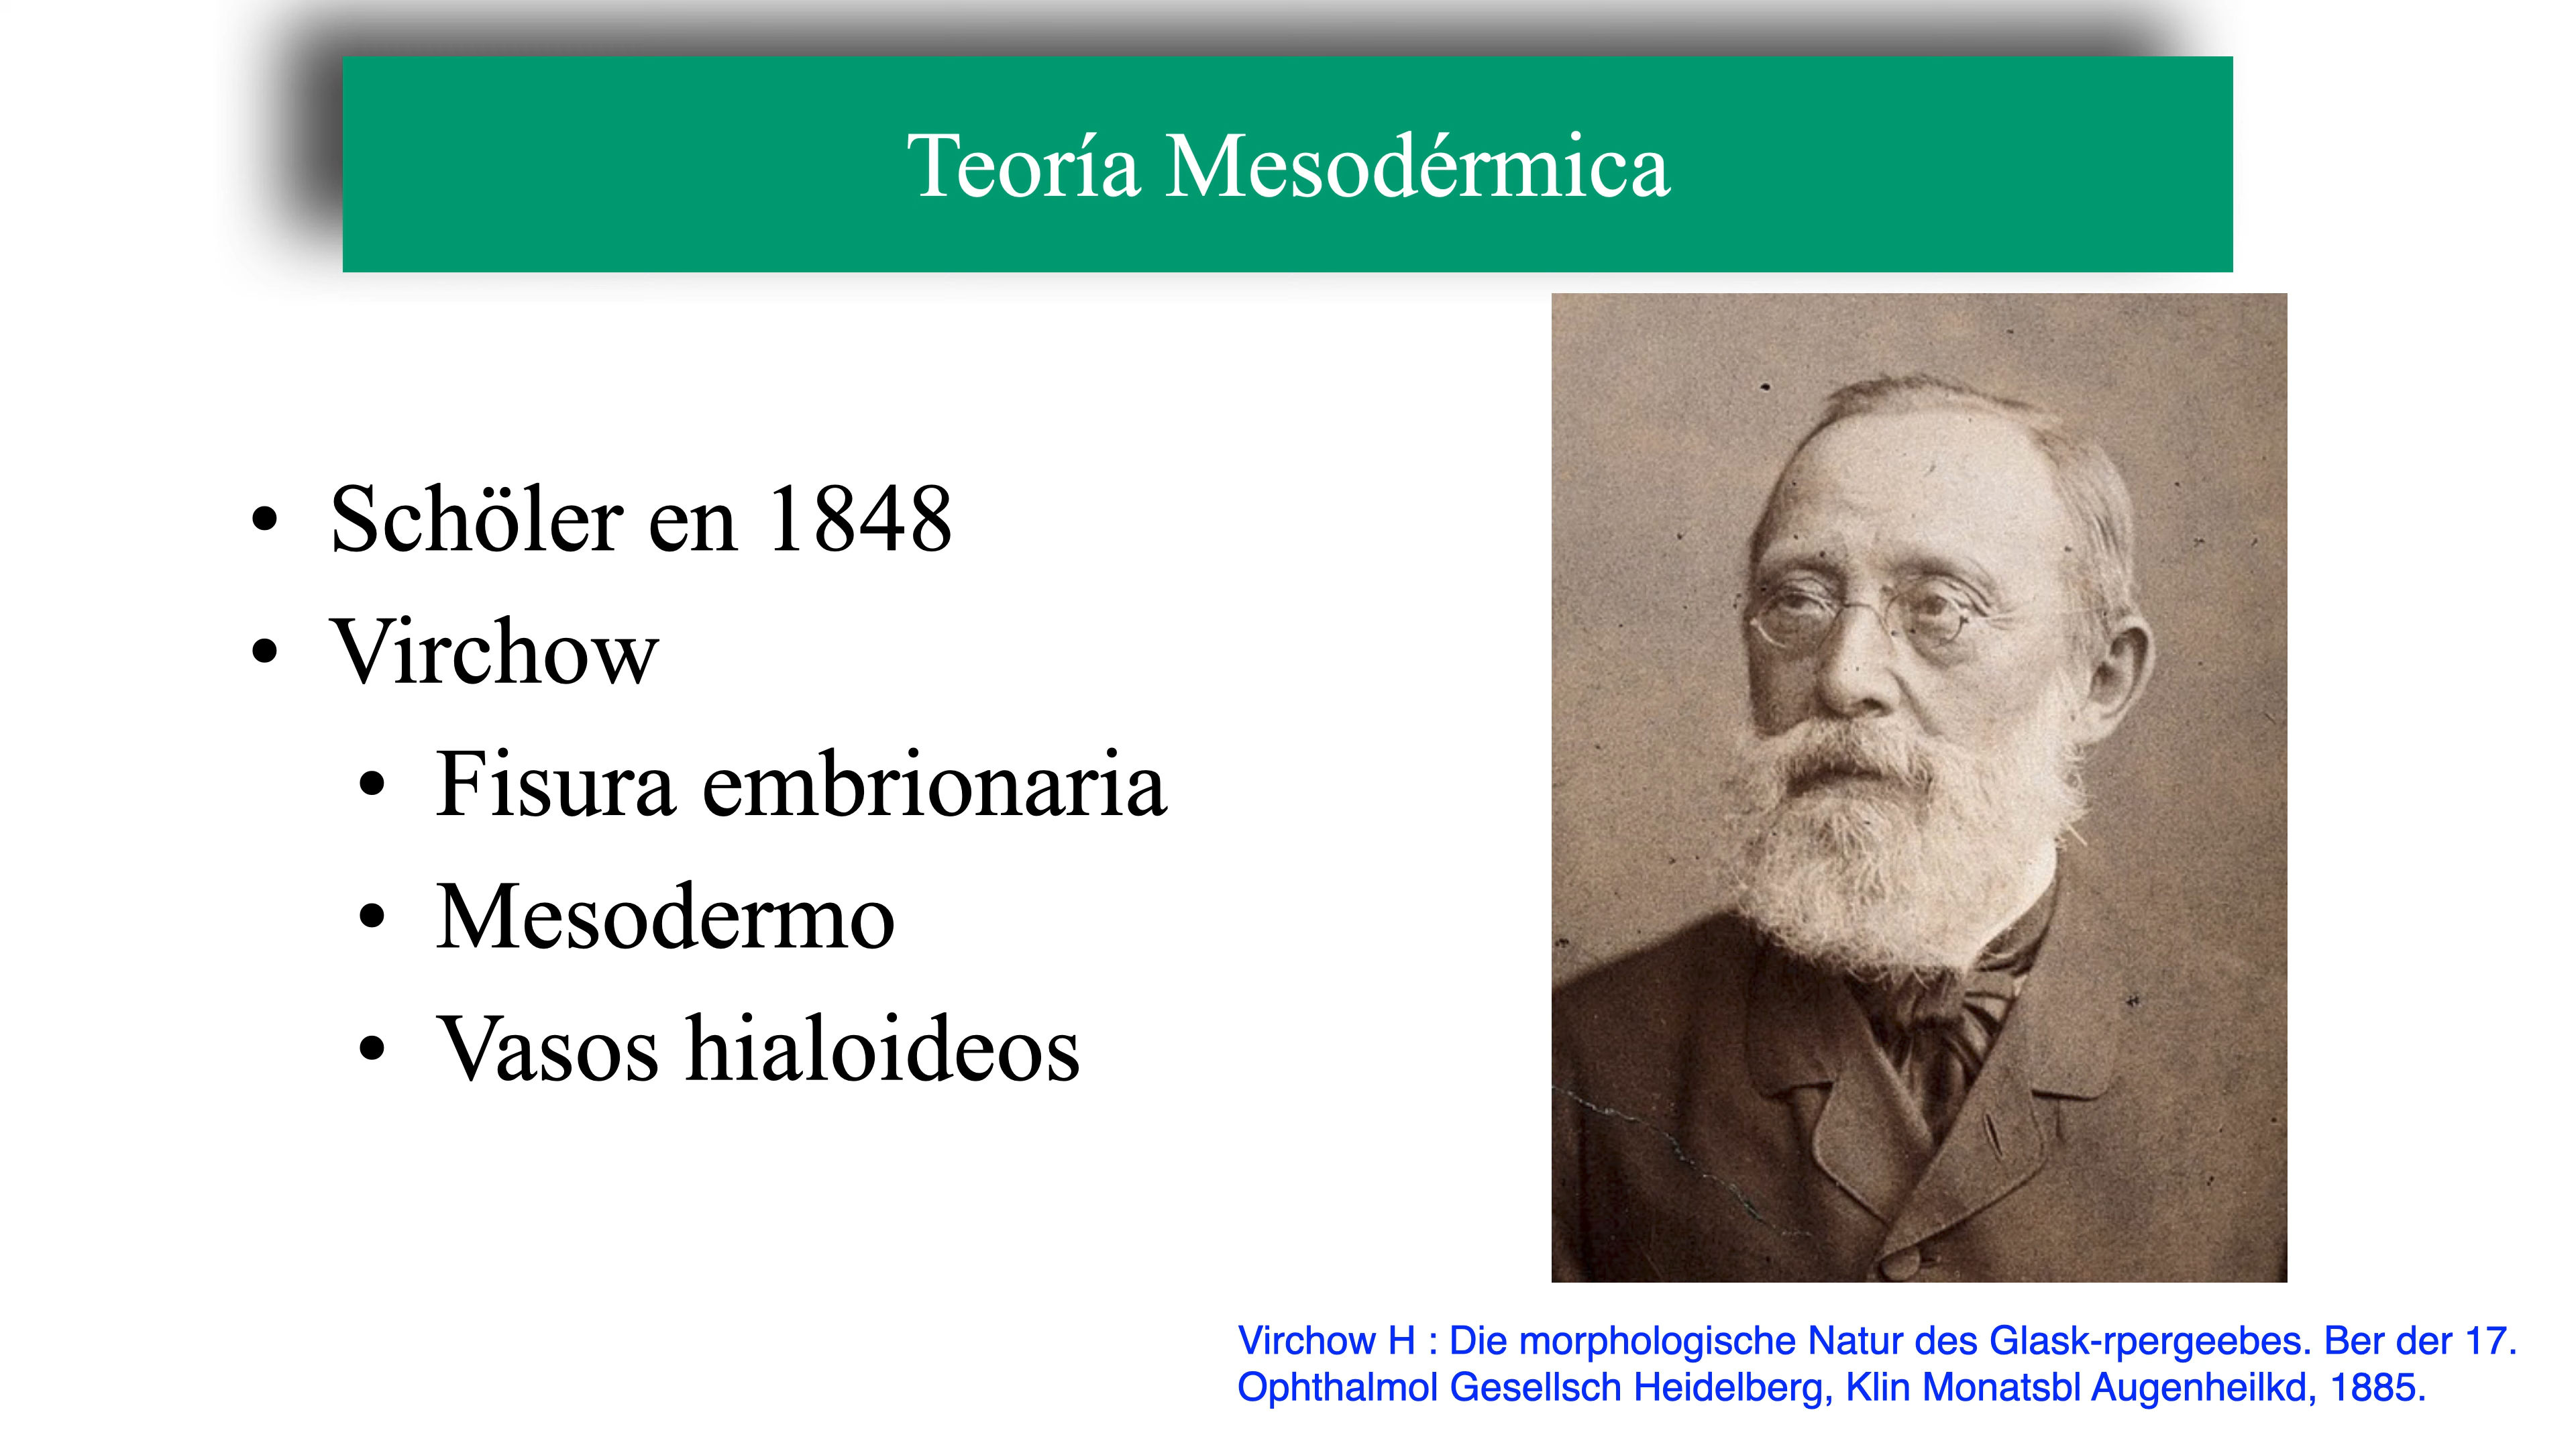 Teoría Mesodérmica
• Schöler en 1848
• Virchow
• Fisura embrionaria
• Mesodermo
• Vasos hialoideos
Virchow H : Die morphologische Natur des Glask-rpergeebes. Ber der 17.
Ophthalmol Gesellsch Heidelberg, Klin Monatsbl Augenheilkd, 1885.